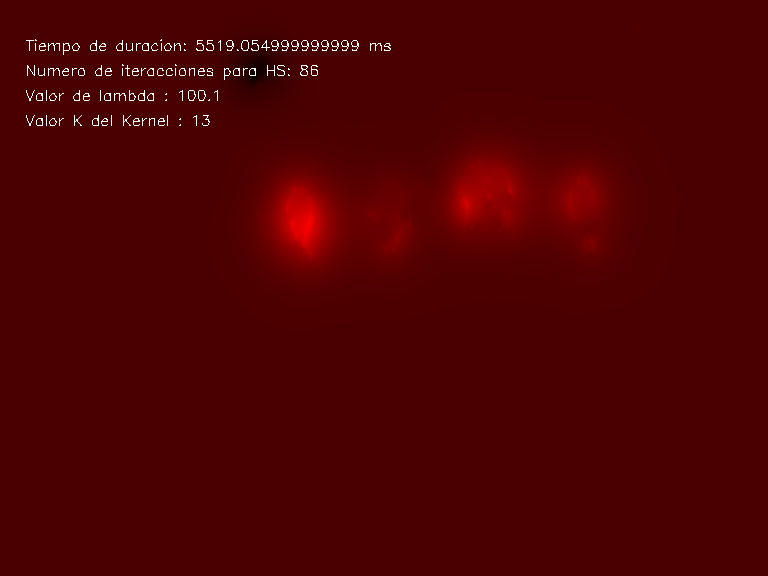 Tiempo de duracion: 5519.054999999999 ms
Numero de iteracciones para HS: 86
Valor de lambda : 100.1
Valor K del Kernel : 13